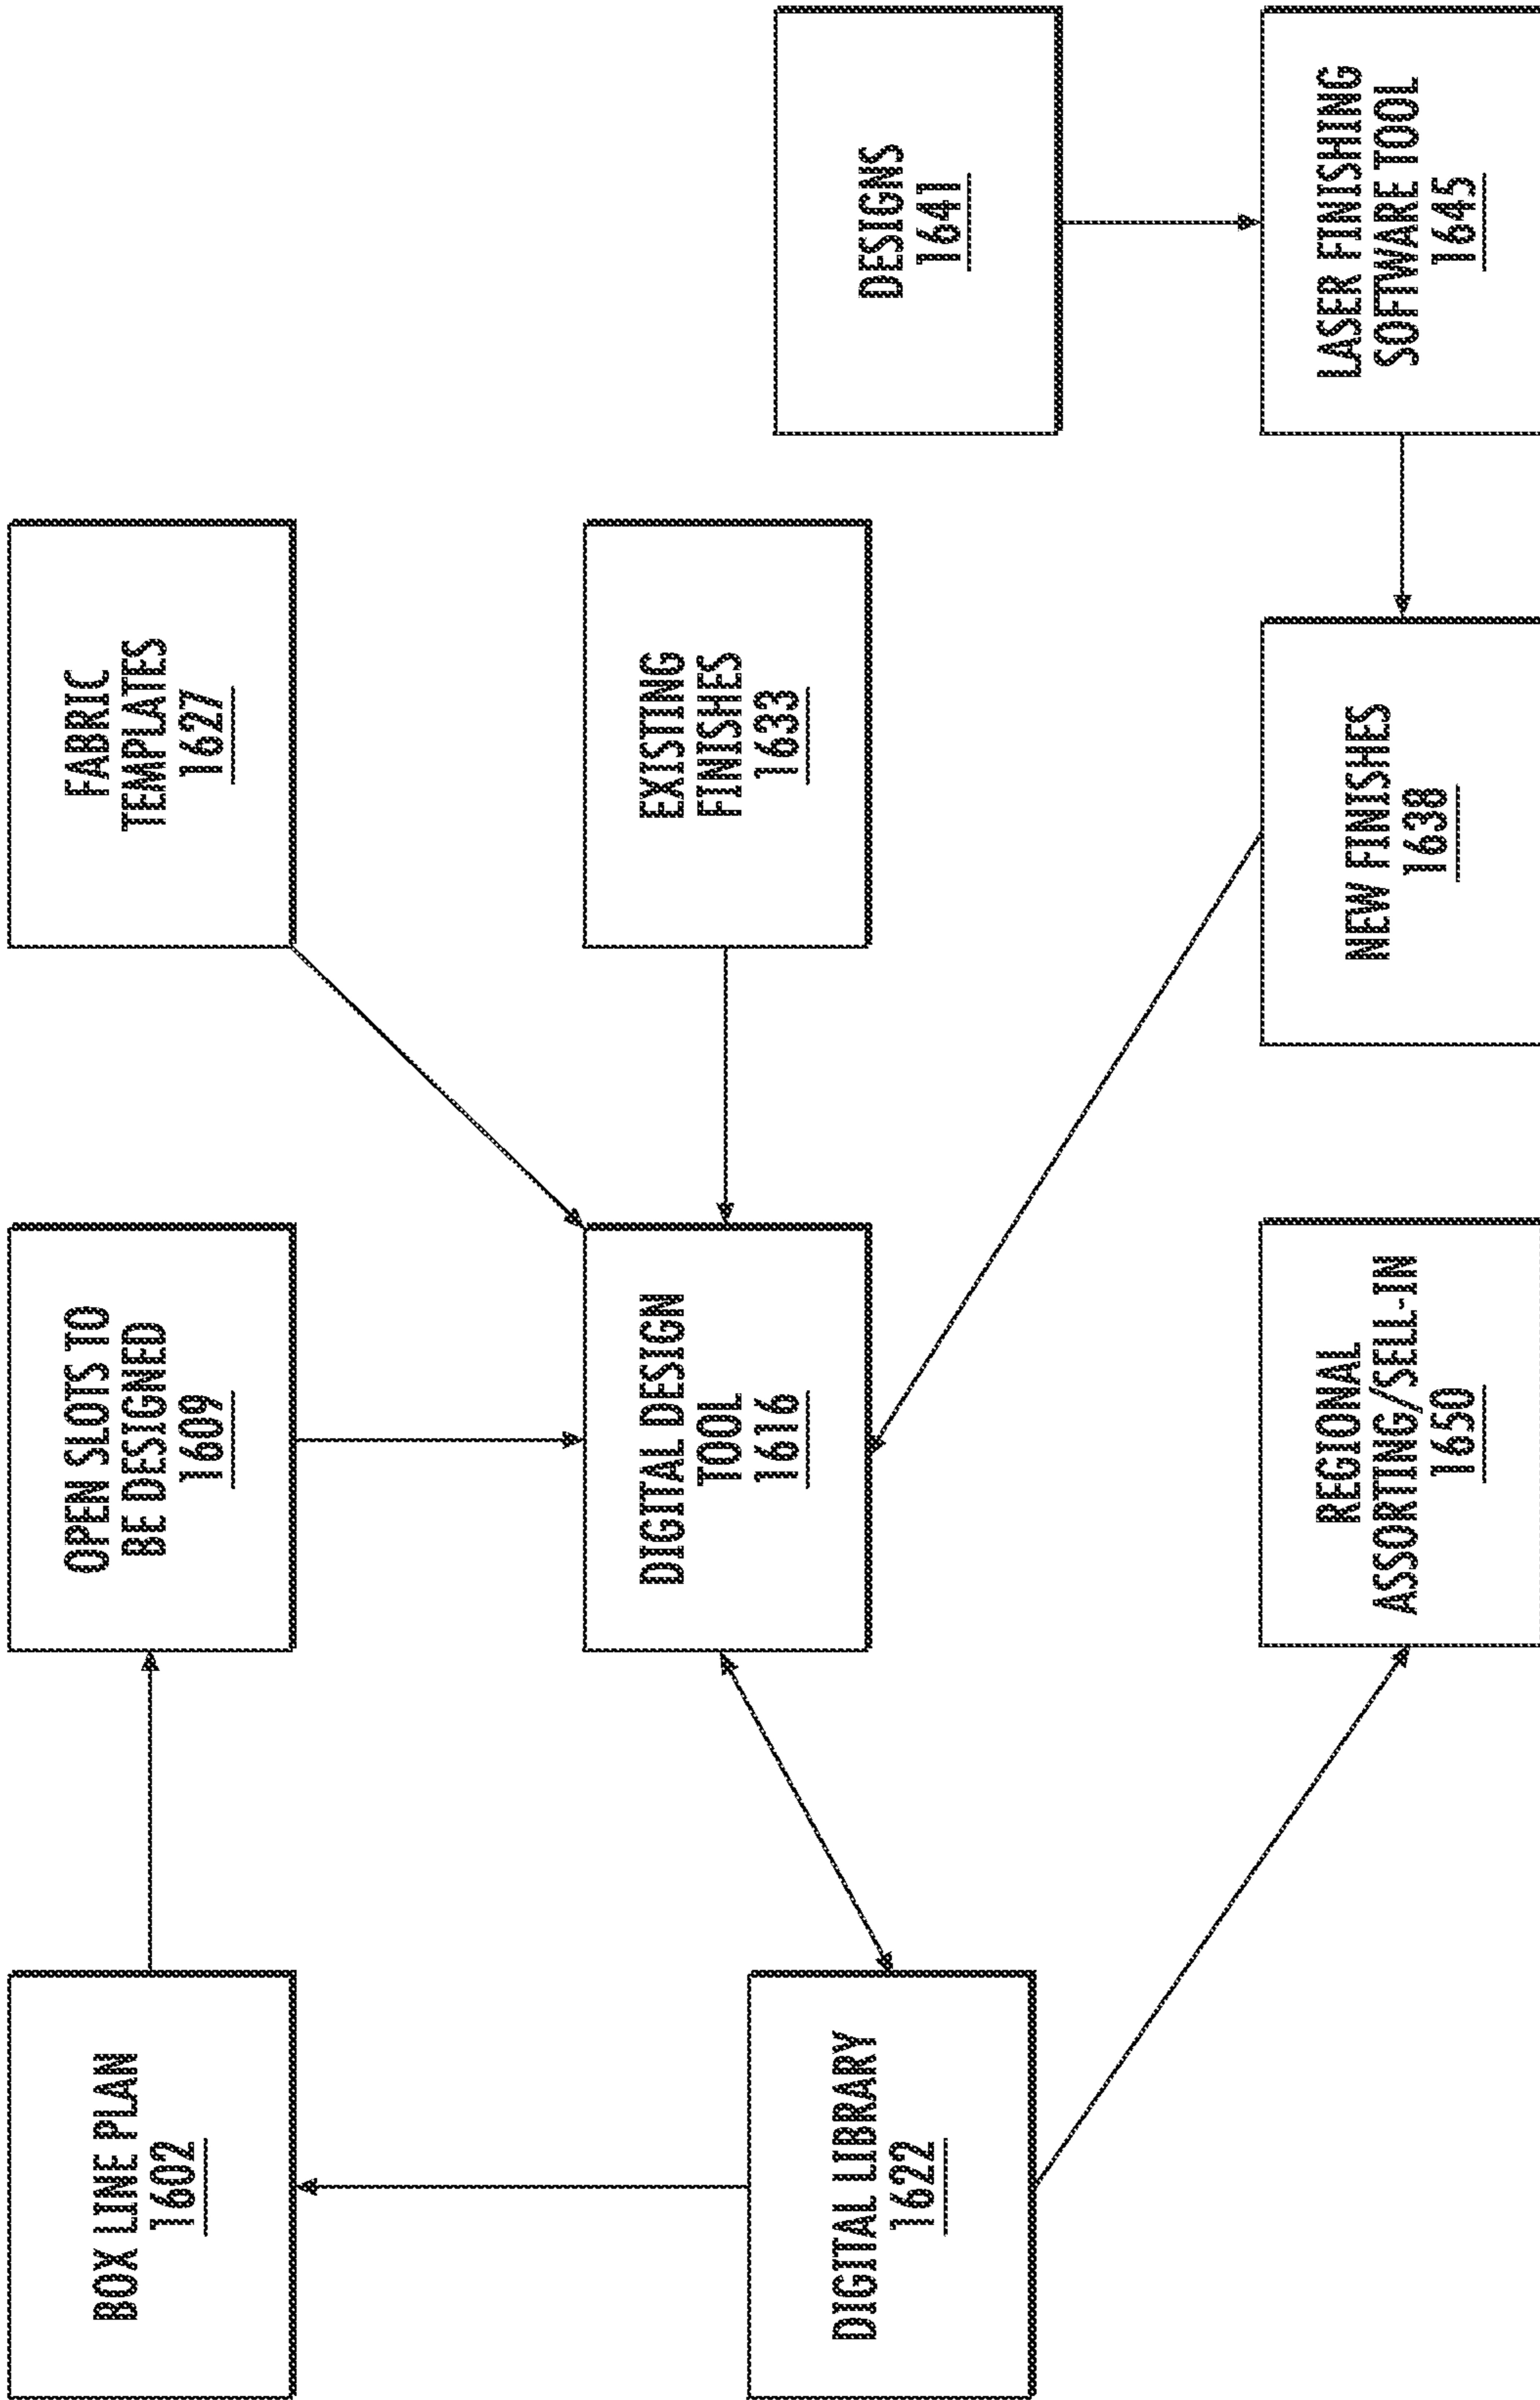 BOX LINE PLAN
1602
OPEN SLOTS TO
BE DESIGNED
1609
FABRIC
TEMPLATES
1627
DIGITAL DESIGN
TOOL
1616
EXISTING
FINISHES
1633
DIGITAL LIBRARY
1622
DESIGNS
1641
REGIONAL
ASSORTING/SELL-IN
1650
NEW FINISHES
1638
LASER FINISHING
SOFTWARE TOOL
1645